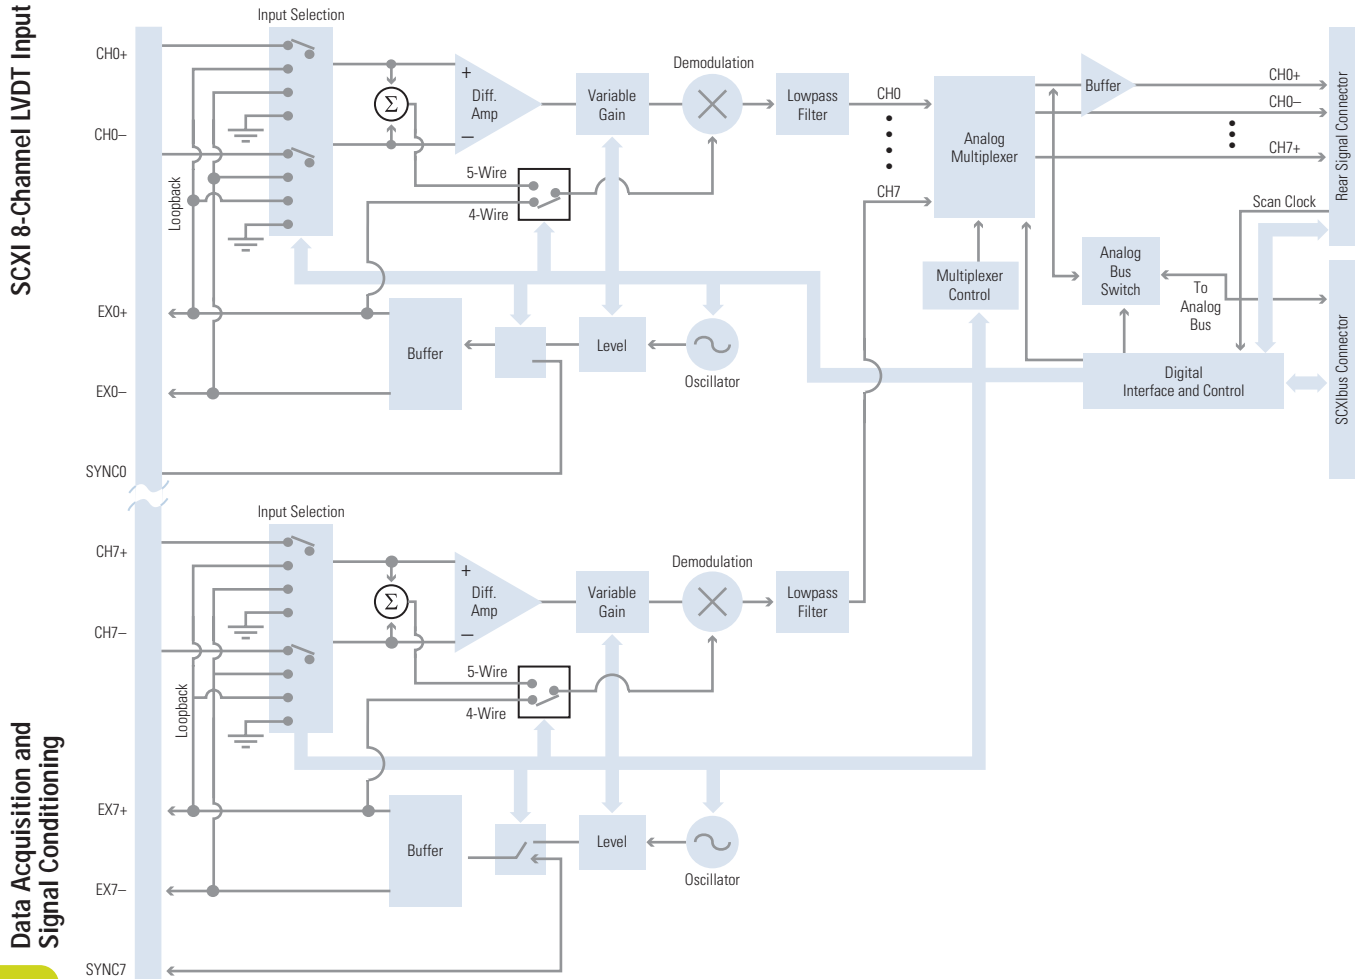 SCXI 8-Channel LVDT Input
Data Acquisition and
Signal Conditioning
Input Selection
CH0+
CH0–
Loopback
EX0+
EX0–
SYNC0
Σ
+
–
Diff.
Amp
Variable
Gain
Demodulation
Lowpass
Filter
5-Wire
4-Wire
Buffer
Level
Oscillator
CH0
CH7
Analog
Multiplexer
Buffer
CH0+
CH0–
CH7+
Scan Clock
Rear Signal Connector
Multiplexer
Control
Analog
Bus
Switch
To
Analog
Bus
Digital
Interface and Control
SCXIbus Connector
Input Selection
CH7+
CH7–
Loopback
EX7+
EX7–
SYNC7
Σ
+
–
Diff.
Amp
Variable
Gain
Demodulation
Lowpass
Filter
5-Wire
4-Wire
Buffer
Level
Oscillator